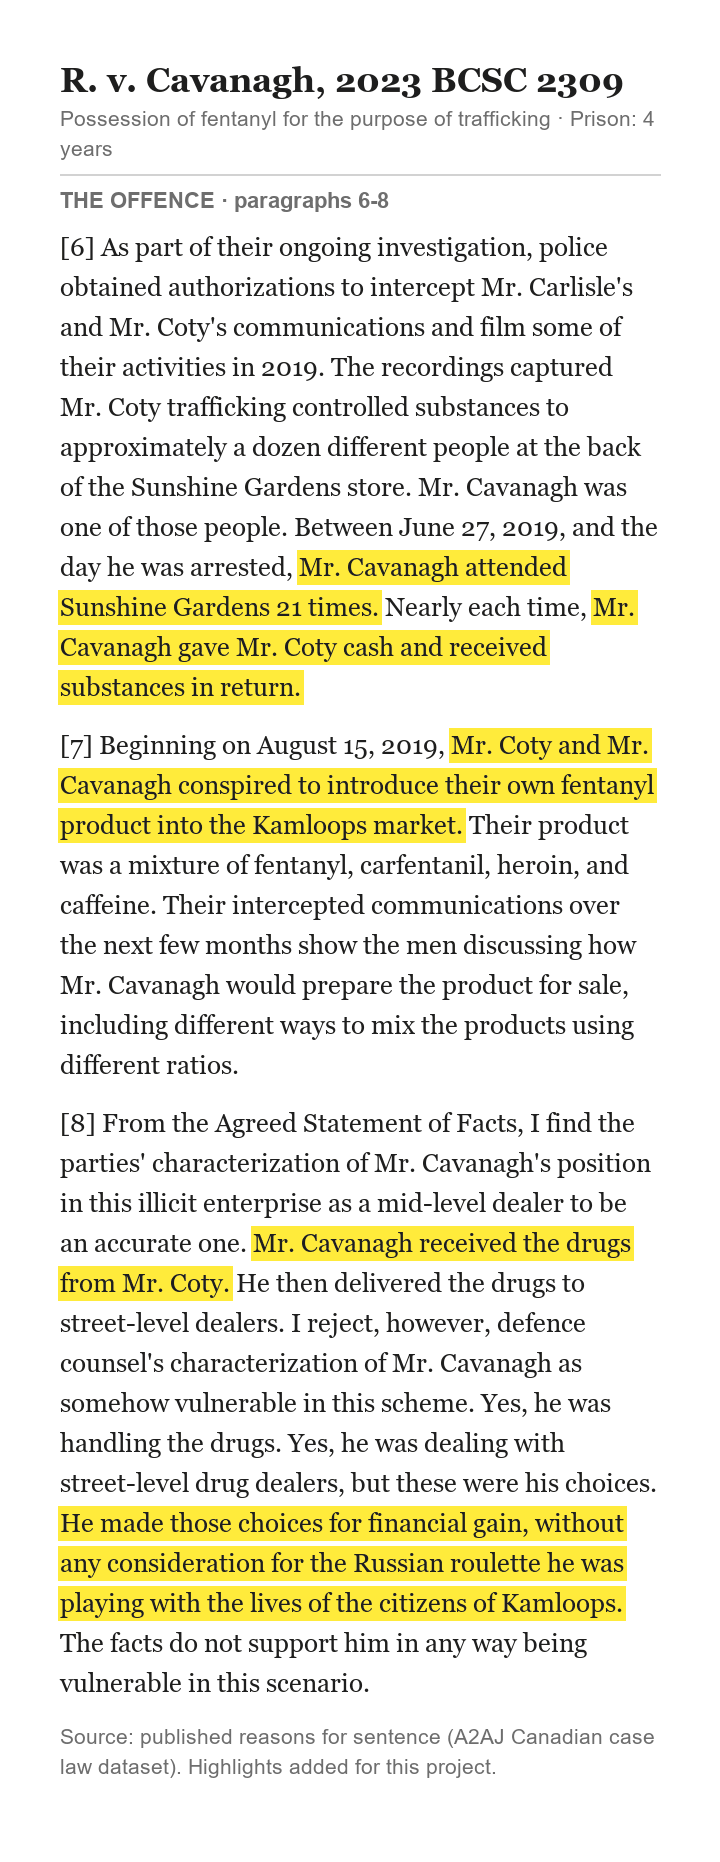 R. v. Cavanagh, 2023 BCSC 2309
Possession of fentanyl for the purpose of trafficking · Prison: 4
years
THE OFFENCE · paragraphs 6-8
[6] As part of their ongoing investigation, police
obtained authorizations to intercept Mr. Carlisle's
and Mr. Coty's communications and film some of
their activities in 2019. The recordings captured
Mr. Coty trafficking controlled substances to
approximately a dozen different people at the back
of the Sunshine Gardens store. Mr. Cavanagh was
one of those people. Between June 27, 2019, and the
day he was arrested, Mr. Cavanagh attended
Sunshine Gardens 21 times. Nearly each time, Mr.
Cavanagh gave Mr. Coty cash and received
substances in return.
[7] Beginning on August 15, 2019, Mr. Coty and Mr.
Cavanagh conspired to introduce their own fentanyl
product into the Kamloops market. Their product
was a mixture of fentanyl, carfentanil, heroin, and
caffeine. Their intercepted communications over
the next few months show the men discussing how
Mr. Cavanagh would prepare the product for sale,
including different ways to mix the products using
different ratios.
[8] From the Agreed Statement of Facts, I find the
parties' characterization of Mr. Cavanagh's position
in this illicit enterprise as a mid-level dealer to be
an accurate one. Mr. Cavanagh received the drugs
from Mr. Coty. He then delivered the drugs to
street-level dealers. I reject, however, defence
counsel's characterization of Mr. Cavanagh as
somehow vulnerable in this scheme. Yes, he was
handling the drugs. Yes, he was dealing with
street-level drug dealers, but these were his choices.
He made those choices for financial gain, without
any consideration for the Russian roulette he was
playing with the lives of the citizens of Kamloops.
The facts do not support him in any way being
vulnerable in this scenario.
Source: published reasons for sentence (A2AJ Canadian case
law dataset). Highlights added for this project.